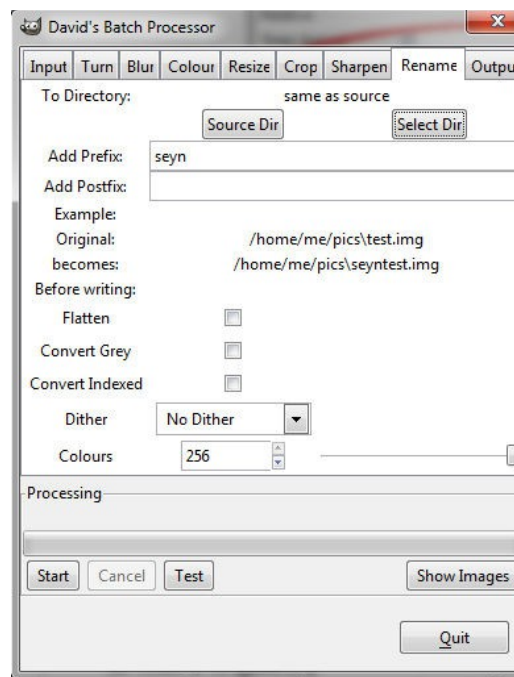 David's Batch Processor
Input Turn Blur Colour Resize Crop Sharpen Rename Outpu
To Directory: same as source
Source Dir Select Dir
Add Prefix: seyn
Add Postfix:
Example:
Original: /home/me/pics\test.img
becomes: /home/me/pics\seyntest.img
Before writing:
Flatten
Convert Grey
Convert Indexed
Dither No Dither
Colours 256
Processing
Start Cancel Test Show Images
Quit